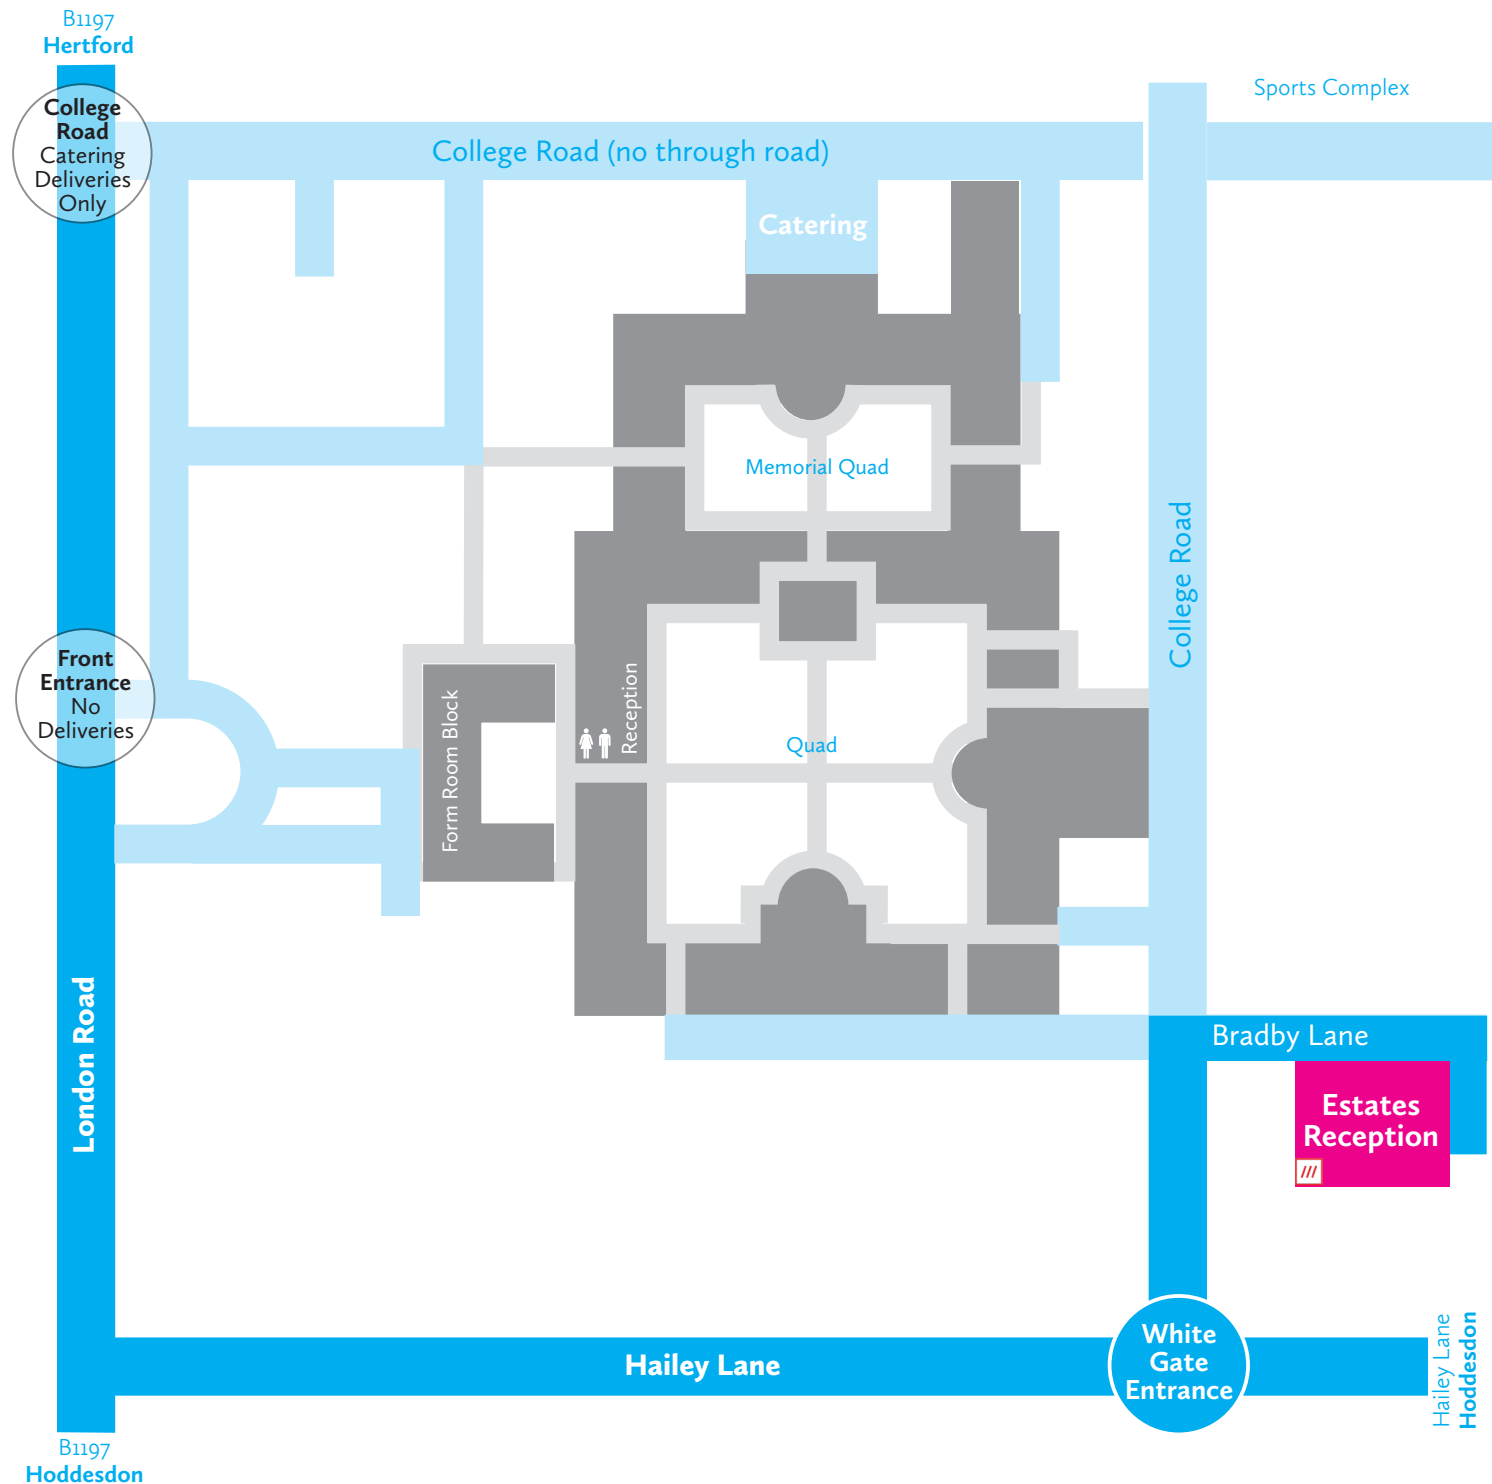 B1197
Hertford
College
Road
Catering
Deliveries
Only
College Road (no through road)
Sports Complex
Catering
Memorial Quad
College Road
Front
Entrance
No
Deliveries
Form Room Block
Reception
Quad
London Road
Bradby Lane
Estates
Reception
White
Gate
Entrance
Hailey Lane
Hailey Lane
Hoddesdon
B1197
Hoddesdon